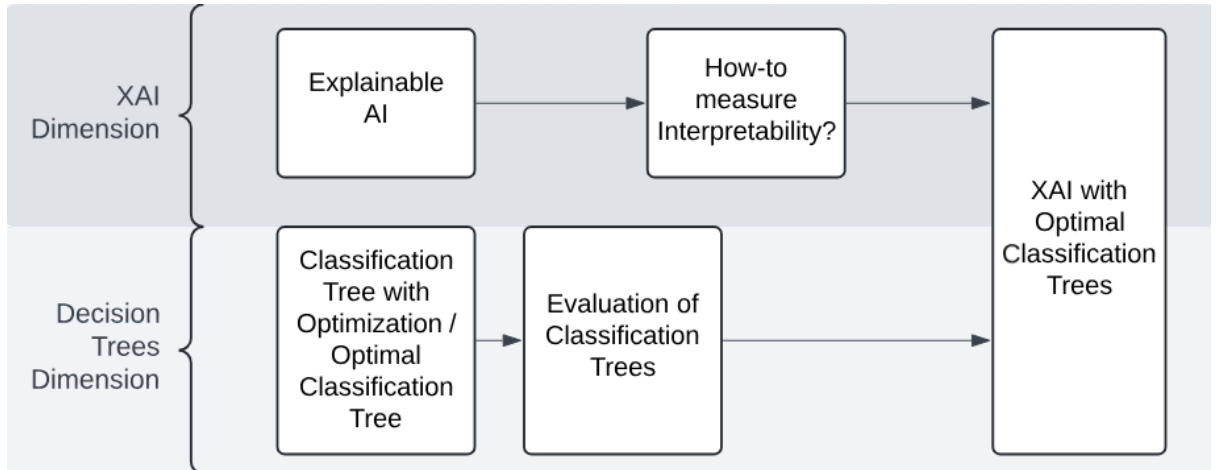 XAI
Dimension
Explainable
AI
How-to
measure
Interpretability?
XAI with
Optimal
Classification
Trees
Decision
Trees
Dimension
Classification
Tree with
Optimization /
Optimal
Classification
Tree
Evaluation of
Classification
Trees